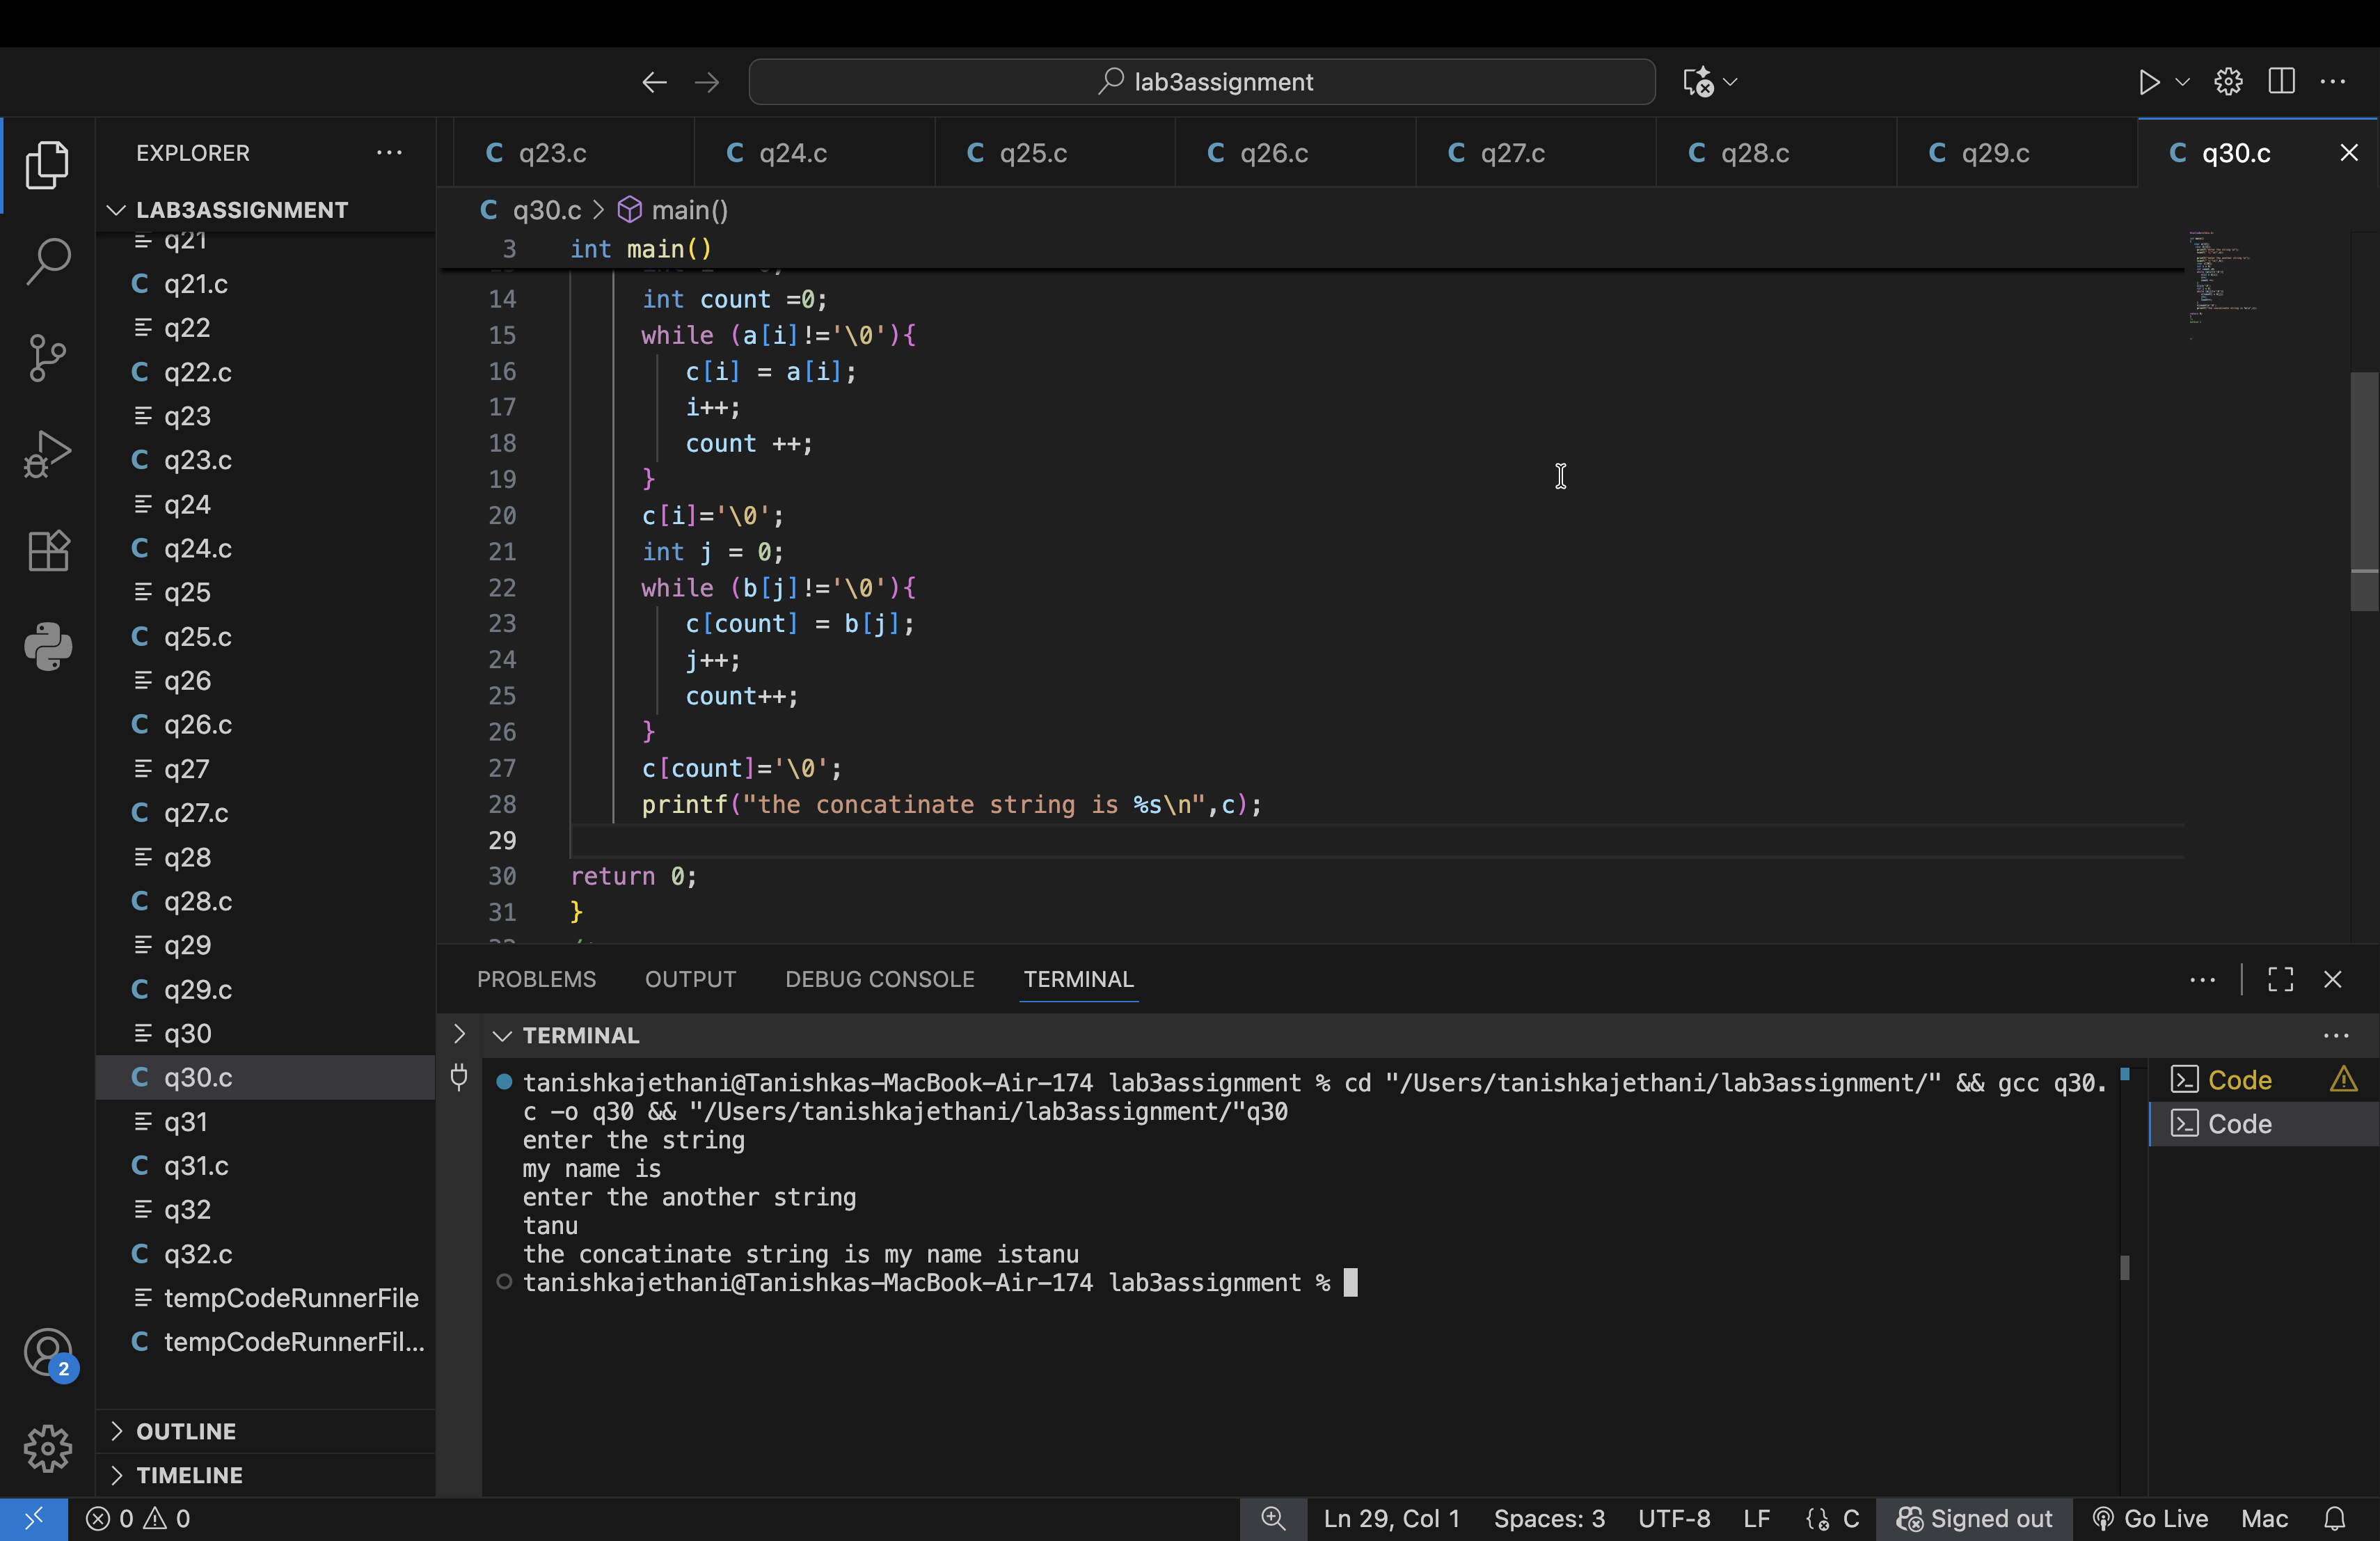 lab3assignment
EXPLORER
LAB3ASSIGNMENT
q21
C q21.c
q22
C q22.c
q23
C q23.c
q24
C q24.c
q25
C q25.c
q26
C q26.c
q27
C q27.c
q28
C q28.c
q29
C q29.c
q30
C q30.c
q31
C q31.c
q32
C q32.c
tempCodeRunnerFile
C tempCodeRunnerFil...
OUTLINE
TIMELINE
2
C q23.c C q24.c C q25.c C q26.c C q27.c C q28.c C q29.c C q30.c
C q30.c > main()
3 int main()
14 int count =0;
15 while (a[i]!='\0'){
16 c[i] = a[i];
17 i++;
18 count ++;
19 }
20 c[i]='\0';
21 int j = 0;
22 while (b[j]!='\0'){
23 c[count] = b[j];
24 j++;
25 count++;
26 }
27 c[count]='\0';
28 printf("the concatinate string is %s\n",c);
29
30 return 0;
31 }
PROBLEMS OUTPUT DEBUG CONSOLE TERMINAL
TERMINAL
tanishkajethani@Tanishkas-MacBook-Air-174 lab3assignment % cd "/Users/tanishkajethani/lab3assignment/" && gcc q30.
c -o q30 && "/Users/tanishkajethani/lab3assignment/"q30
enter the string
my name is
enter the another string
tanu
the concatinate string is my name istanu
tanishkajethani@Tanishkas-MacBook-Air-174 lab3assignment %
Code
Code
0 0 Ln 29, Col 1 Spaces: 3 UTF-8 LF C Signed out Go Live Mac